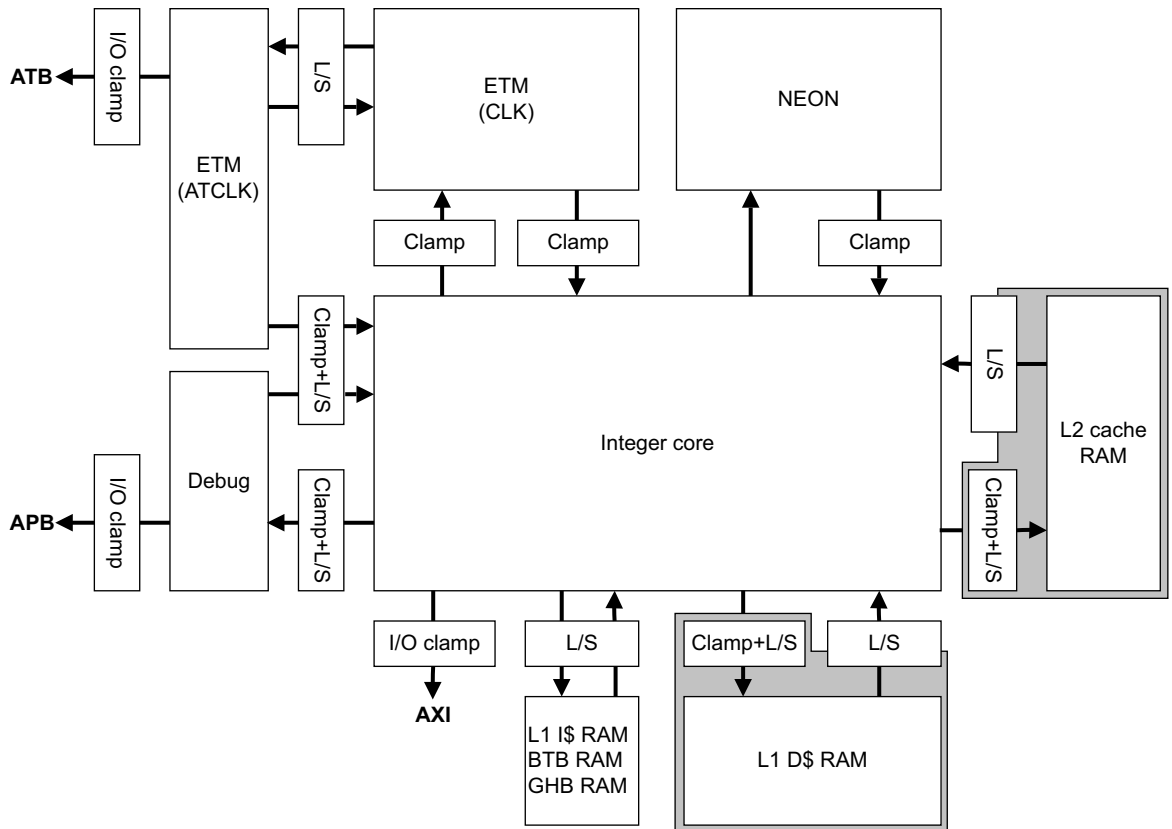 I/O clamp
L/S
ATB
ETM
(CLK)
NEON
ETM
(ATCLK)
Clamp
Clamp
Clamp
Clamp+L/S
L/S
Integer core
L2 cache
RAM
Debug
I/O clamp
APB
Clamp+L/S
Clamp+L/S
I/O clamp
L/S
Clamp+L/S
L/S
AXI
L1 I$ RAM
BTB RAM
GHB RAM
L1 D$ RAM